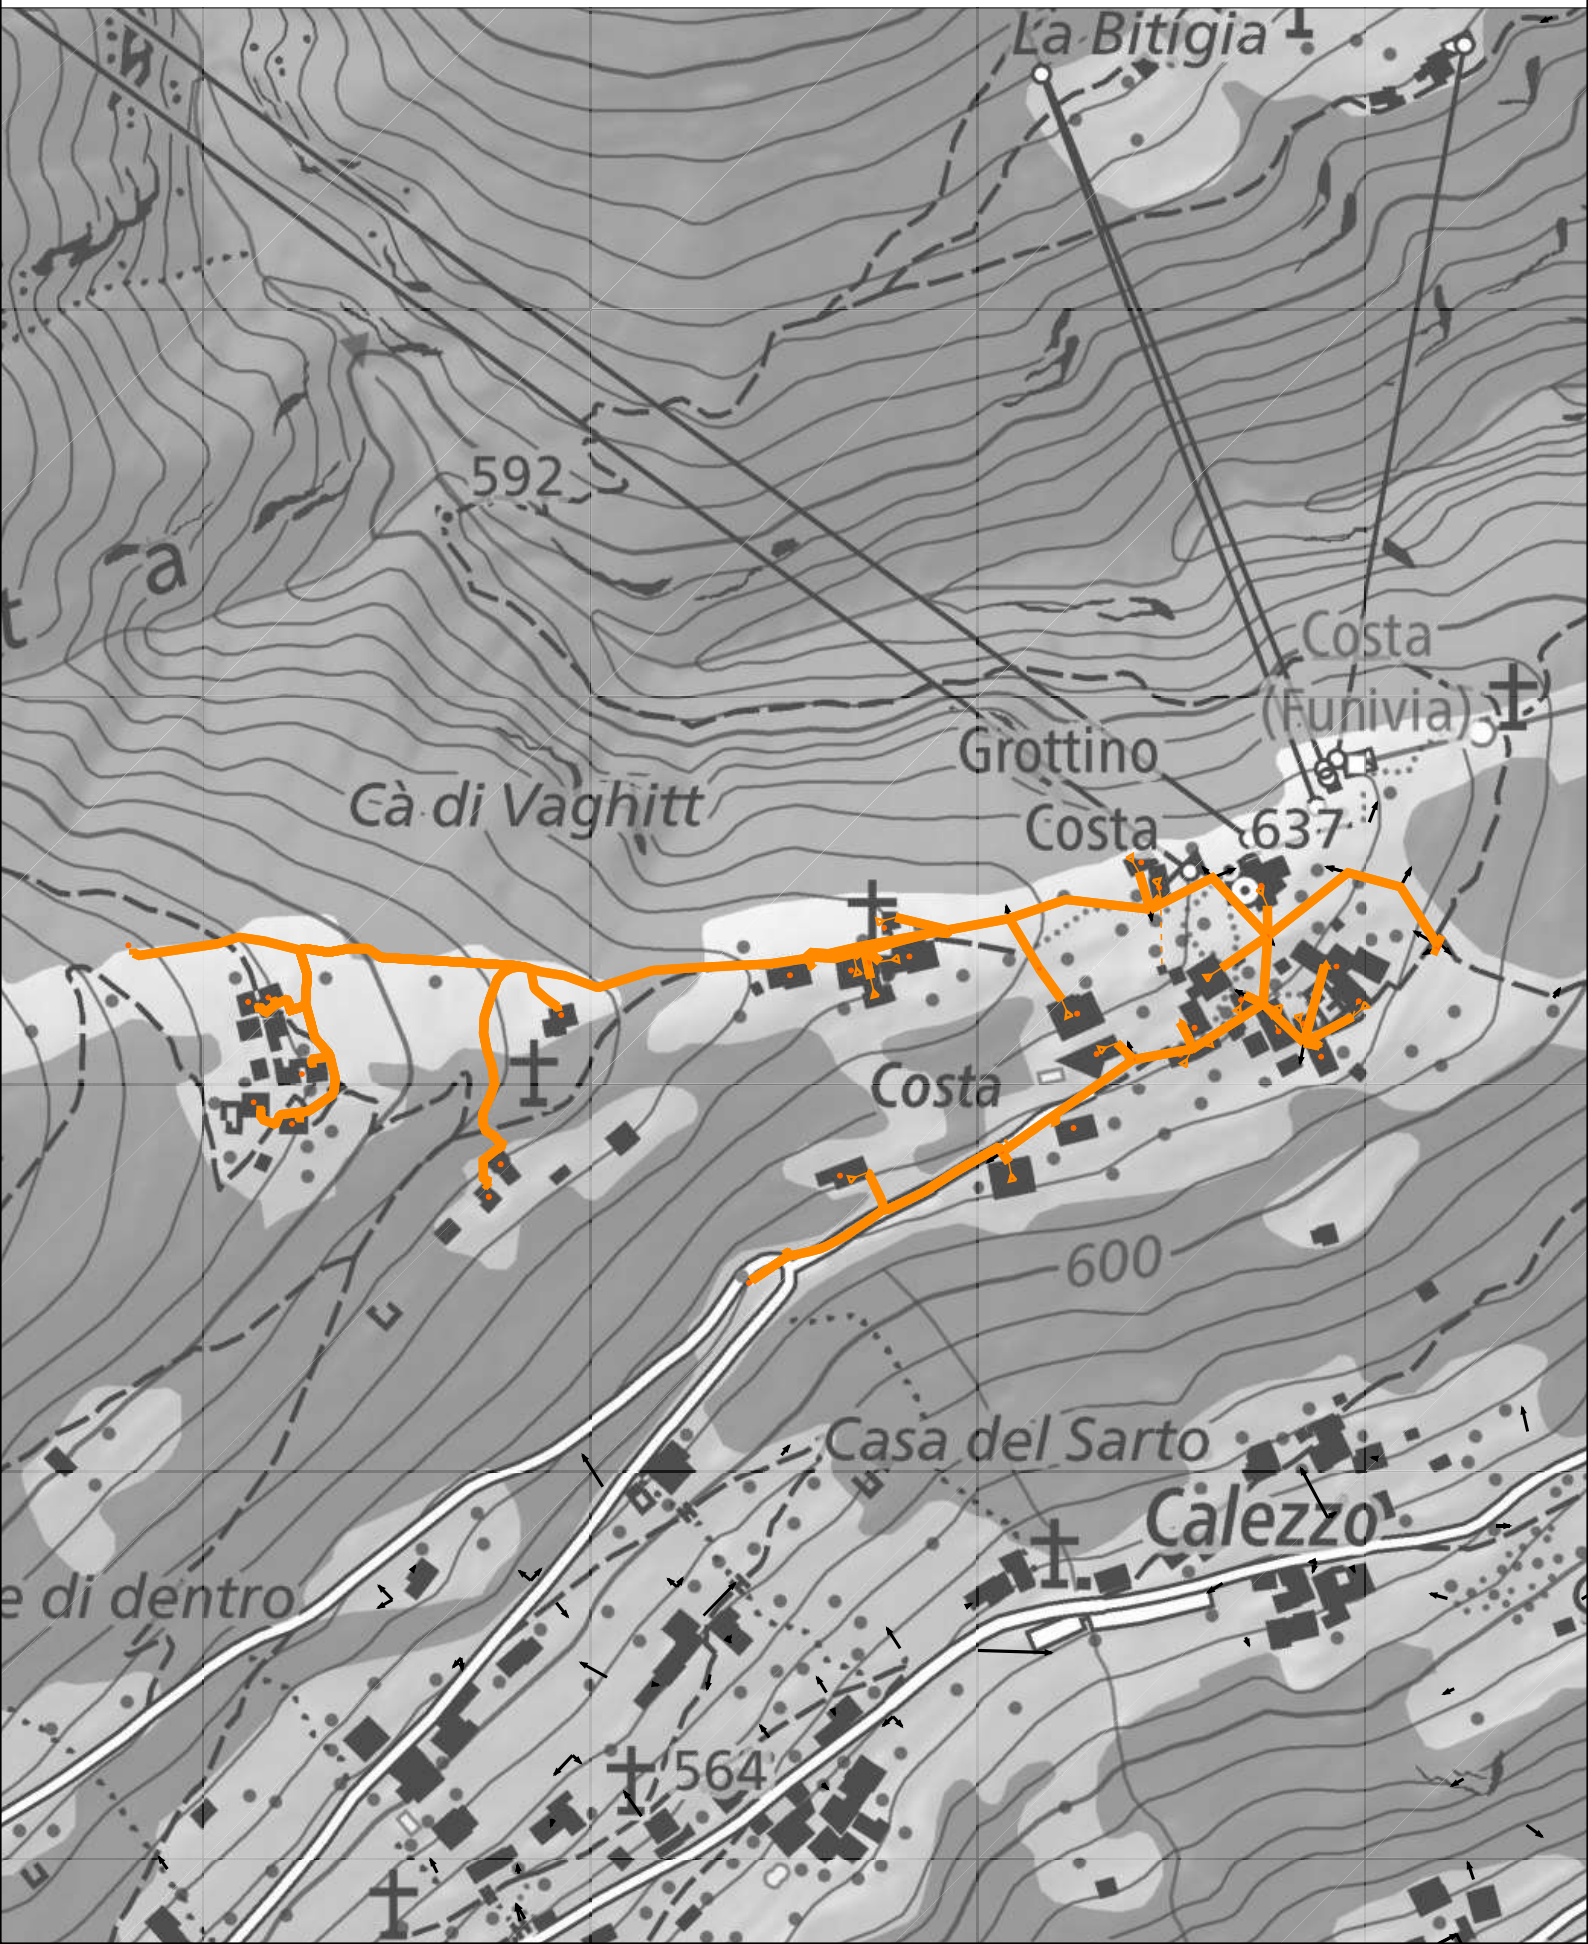 La Bitigia
592
a
t
Costa
(Funivia)
Grottino
Cà di Vaghitt
Costa
637
Costa
600
Casa del Sarto
Calezzo
e di dentro
564